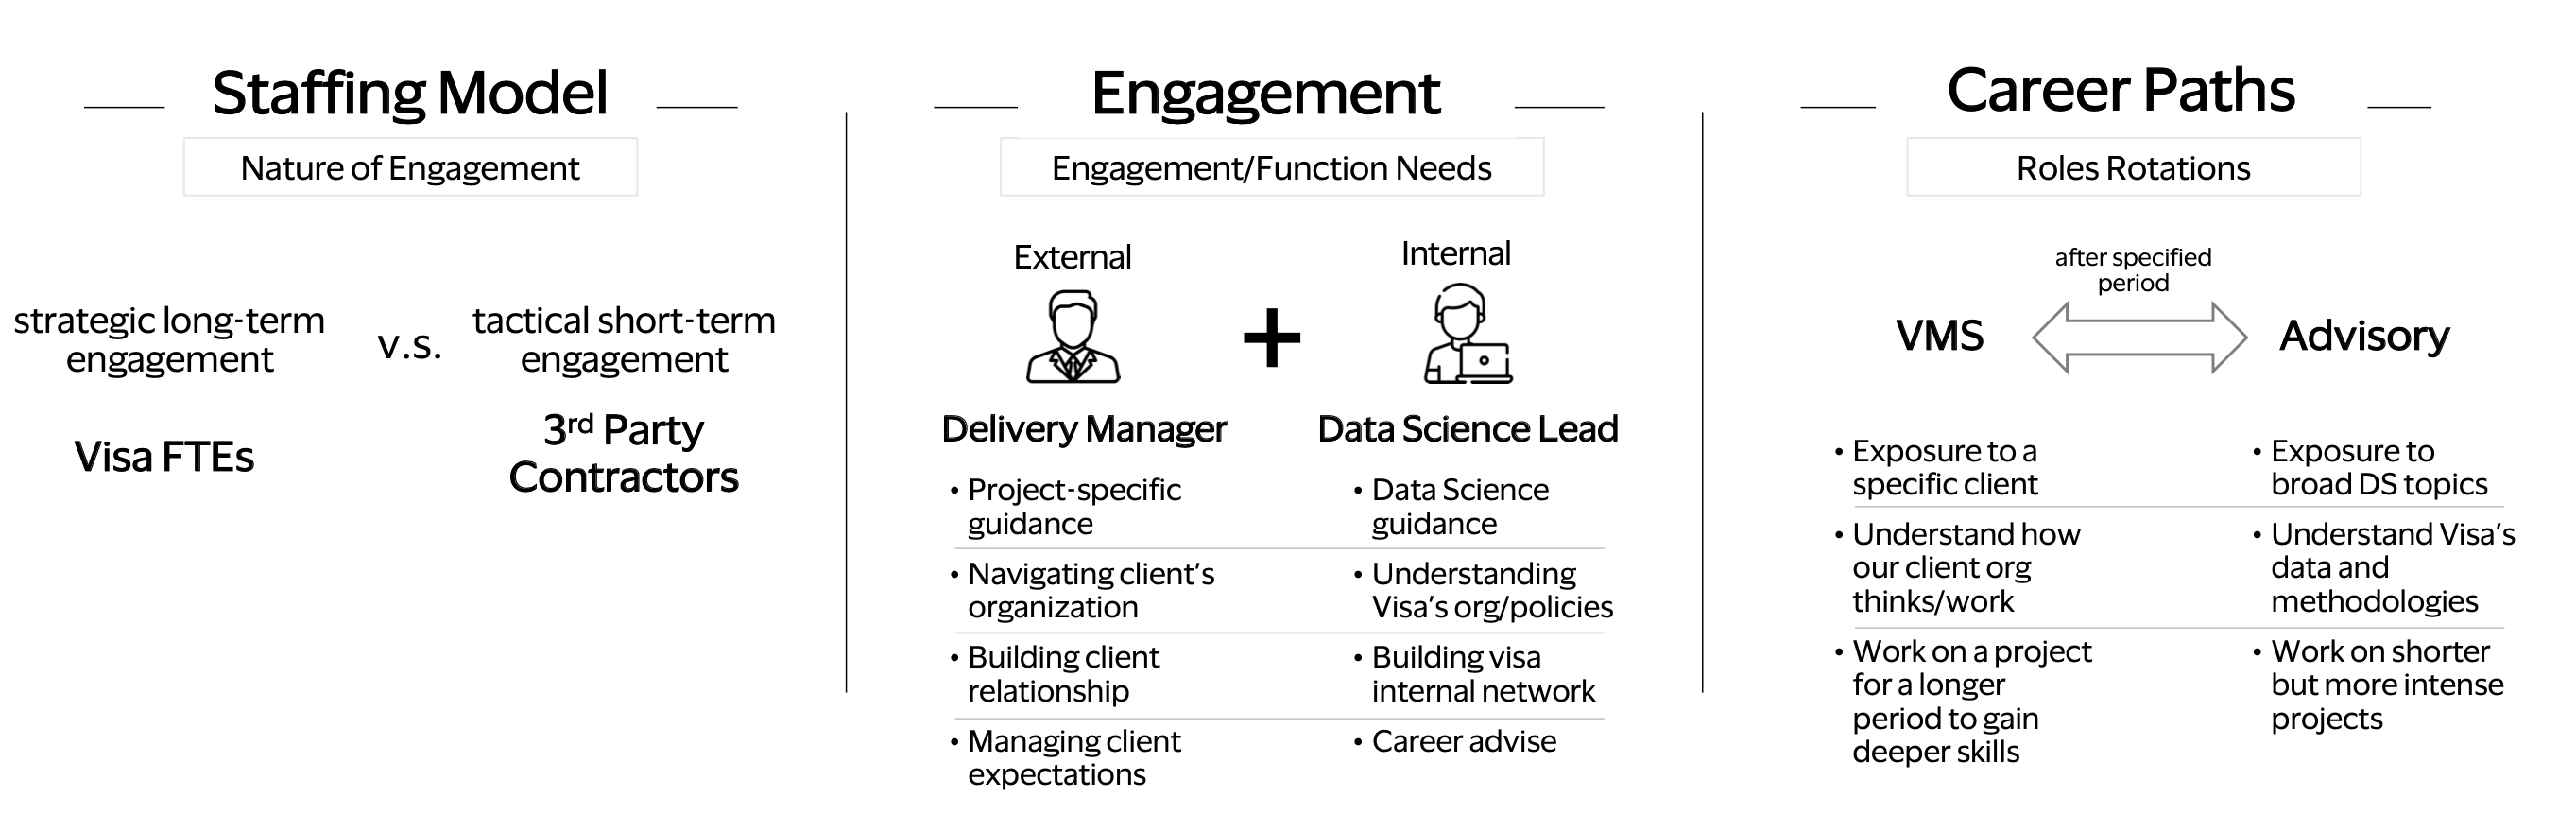 Staffing Model
Nature of Engagement
strategic long-term
engagement
v.s.
tactical short-term
engagement
Visa FTEs
3rd Party
Contractors
Engagement
Engagement/Function Needs
External
Internal
Delivery Manager
Data Science Lead
• Project-specific
guidance
• Data Science
guidance
• Navigating client's
organization
• Understanding
Visa's org/policies
• Building client
relationship
• Building visa
internal network
• Managing client
expectations
• Career advise
Career Paths
Roles Rotations
after specified
period
VMS
Advisory
• Exposure to a
specific client
• Exposure to
broad DS topics
• Understand how
our client org
thinks/work
• Understand Visa's
data and
methodologies
• Work on a project
for a longer
period to gain
deeper skills
• Work on shorter
but more intense
projects